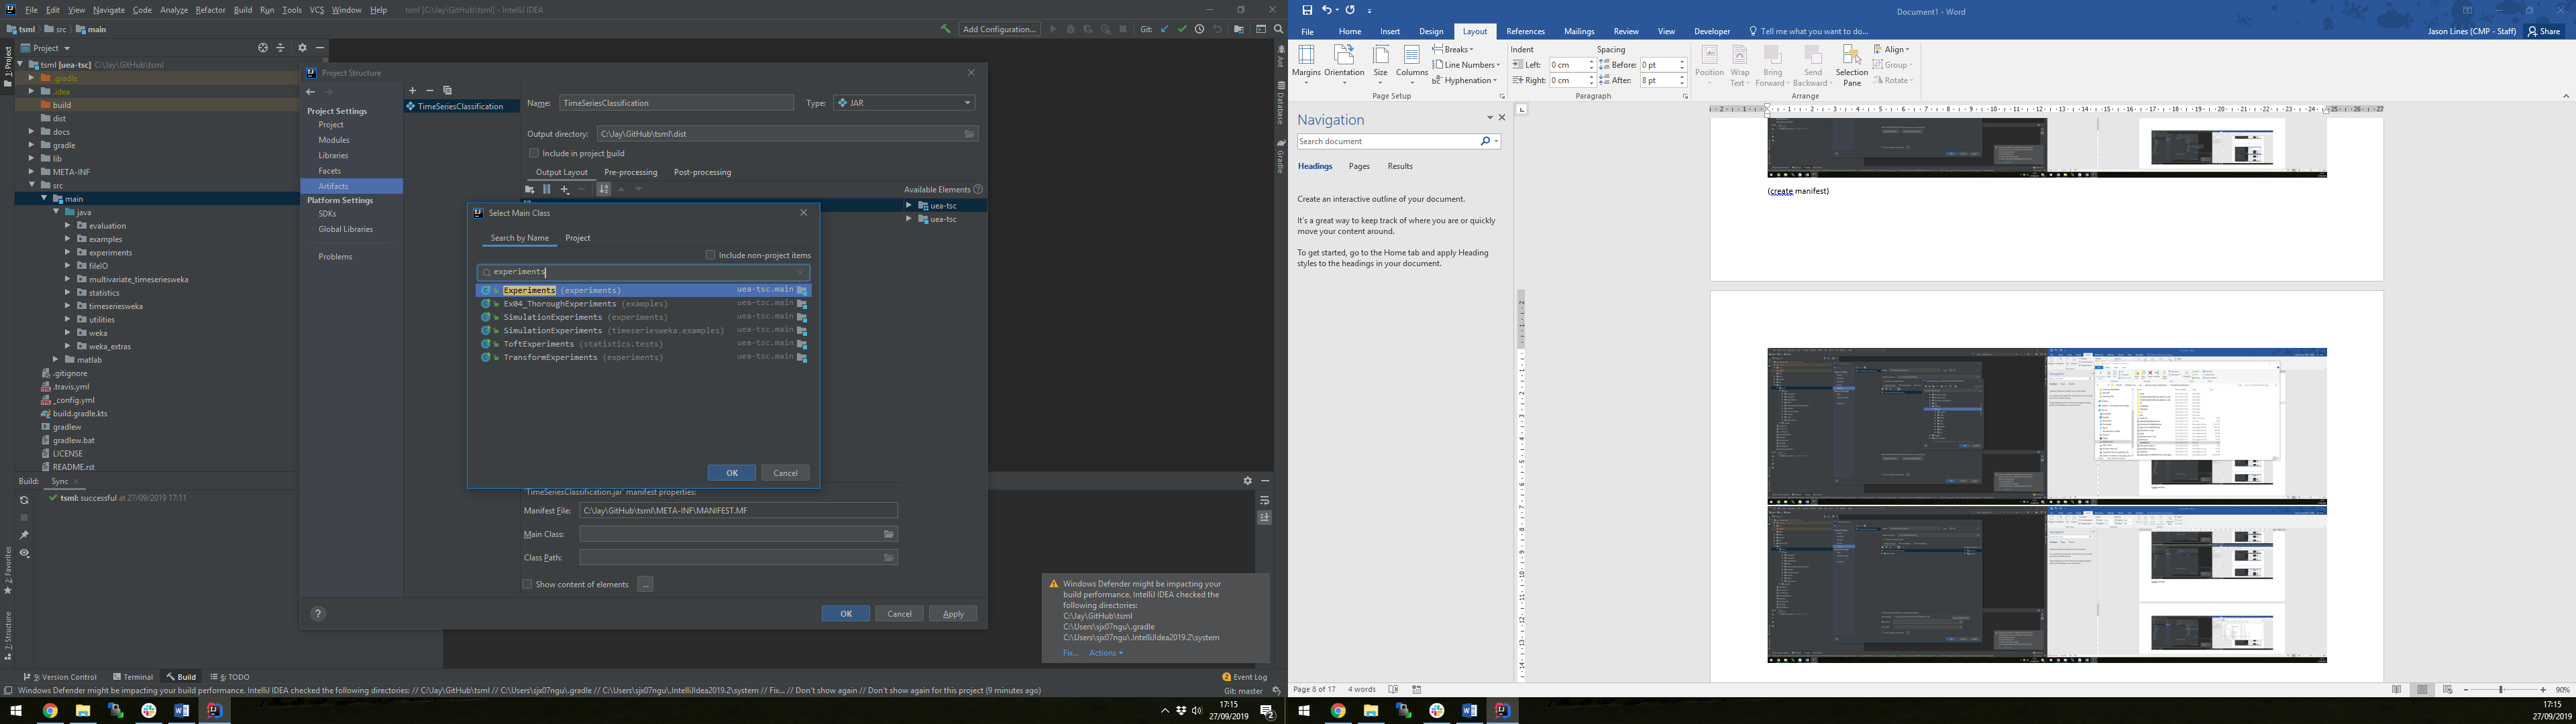 File Edit View Navigate Code Analyze Refactor Build Run Tools VCS Window Help tsml [C:\Jay\GitHub\tsml] - IntelliJ IDEA
tsml src main
Add Configuration... Git:
Project
1: Project
tsml [uea-tsc] C:\Jay\GitHub\tsml
.gradle
.idea
build
dist
docs
gradle
lib
META-INF
src
main
java
evaluation
examples
experiments
fileIO
multivariate_timeseriesweka
statistics
timeseriesweka
utilities
weka
weka_extras
matlab
.gitignore
.travis.yml
_config.yml
build.gradle.kts
gradlew
gradlew.bat
LICENSE
README.rst
Build: Sync
tsml: successful at 27/09/2019 17:11
2: Favorites
7: Structure
Ant
Database
Gradle
Project Structure
Project Settings
Project
Modules
Libraries
Facets
Artifacts
Platform Settings
SDKs
Global Libraries
Problems
TimeSeriesClassification
Name: TimeSeriesClassification Type: JAR
Output directory: C:\Jay\GitHub\tsml\dist
Include in project build
Output Layout Pre-processing Post-processing
Available Elements
uea-tsc
uea-tsc
Select Main Class
Search by Name Project
Include non-project items
experiments
Experiments (experiments) uea-tsc.main
Ex04_ThoroughExperiments (examples) uea-tsc.main
SimulationExperiments (experiments) uea-tsc.main
SimulationExperiments (timeseriesweka.examples) uea-tsc.main
ToftExperiments (statistics.tests) uea-tsc.main
TransformExperiments (experiments) uea-tsc.main
OK Cancel
'TimeSeriesClassification.jar' manifest properties:
Manifest File: C:\Jay\GitHub\tsml\META-INF\MANIFEST.MF
Main Class:
Class Path:
Show content of elements ...
OK Cancel Apply
Windows Defender might be impacting your
build performance. IntelliJ IDEA checked the
following directories:
C:\Jay\GitHub\tsml
C:\Users\sjx07ngu\.gradle
C:\Users\sjx07ngu\.IntelliJIdea2019.2\system
Fix... Actions
9: Version Control Terminal Build 6: TODO 2 Event Log
Windows Defender might be impacting your build performance. IntelliJ IDEA checked the following directories: // C:\Jay\GitHub\tsml // C:\Users\sjx07ngu\.gradle // C:\Users\sjx07ngu\.IntelliJIdea2019.2\system // Fix... // Don't show again // Don't show again for this project (9 minutes ago) Git: master
17:15
27/09/2019
2
Document1 - Word
File Home Insert Design Layout References Mailings Review View Developer Tell me what you want to do... Jason Lines (CMP - Staff) Share
Margins Orientation Size Columns
Breaks
Line Numbers
Hyphenation
Page Setup
Indent Spacing
Left: 0 cm Before: 0 pt
Right: 0 cm After: 8 pt
Paragraph
Position Wrap Text Bring Forward Send Backward Selection Pane
Align
Group
Rotate
Arrange
Navigation
Search document
Headings Pages Results
Create an interactive outline of your document.
It's a great way to keep track of where you are or quickly
move your content around.
To get started, go to the Home tab and apply Heading
styles to the headings in your document.
(create manifest)
Page 8 of 17 4 words 90%
17:15
27/09/2019